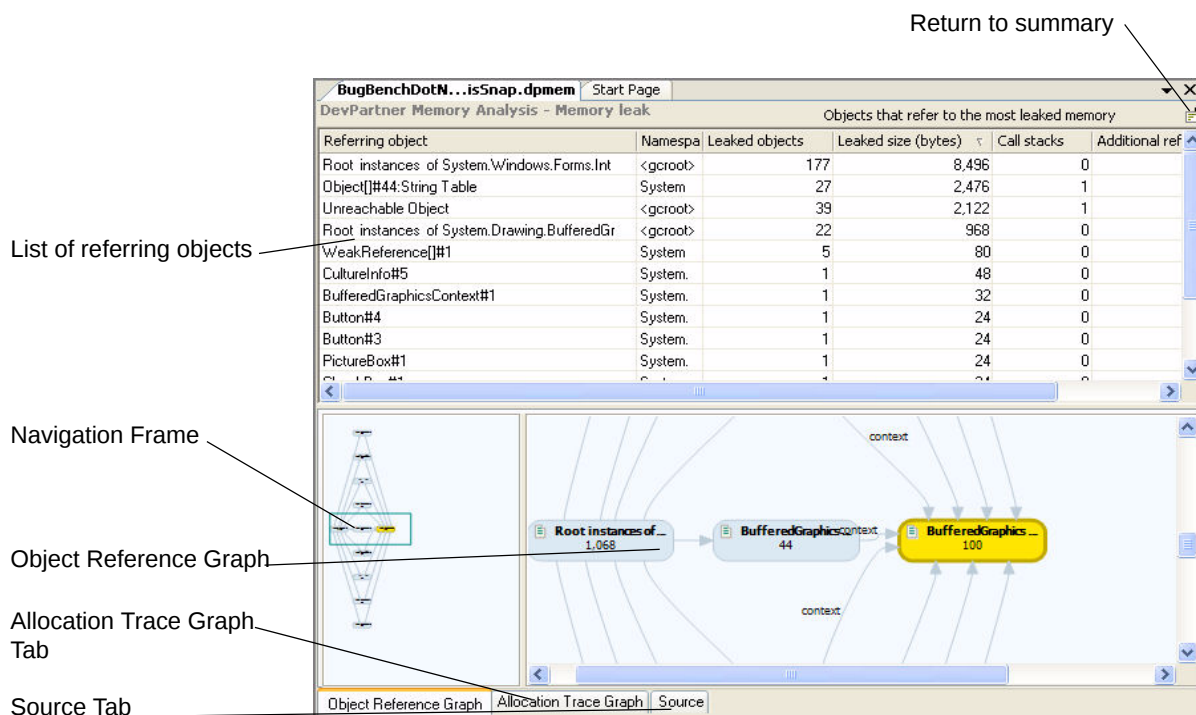 Return to summary
BugBenchDotN...isSnap.dpmem Start Page
DevPartner Memory Analysis - Memory leak
Objects that refer to the most leaked memory
Referring object Namespa Leaked objects Leaked size (bytes) Call stacks Additional ref
Root instances of System.Windows.Forms.Int <gcroot> 177 8,496 0
Object[]#44:String Table System 27 2,476 1
Unreachable Object <gcroot> 39 2,122 1
Root instances of System.Drawing.BufferedGr <gcroot> 22 968 0
WeakReference[]#1 System 5 80 0
CultureInfo#5 System. 1 48 0
BufferedGraphicsContext#1 System. 1 32 0
Button#4 System. 1 24 0
Button#3 System. 1 24 0
PictureBox#1 System. 1 24 0
List of referring objects
Navigation Frame
Object Reference Graph
Allocation Trace Graph
Tab
Source Tab
context
Root instances of ...
1,068
BufferedGraphics...
44
context
BufferedGraphics ...
100
context
Object Reference Graph Allocation Trace Graph Source